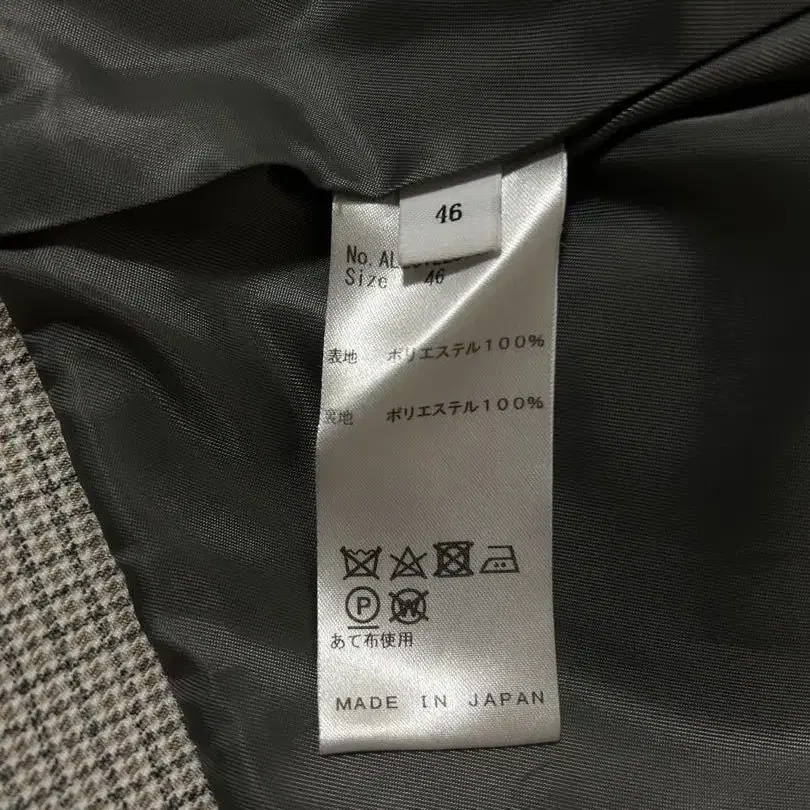 46
No. AL
Size 46
表地 ポリエステル100%
裏地 ポリエステル100%
P
W
あて布使用
MADE IN JAPAN